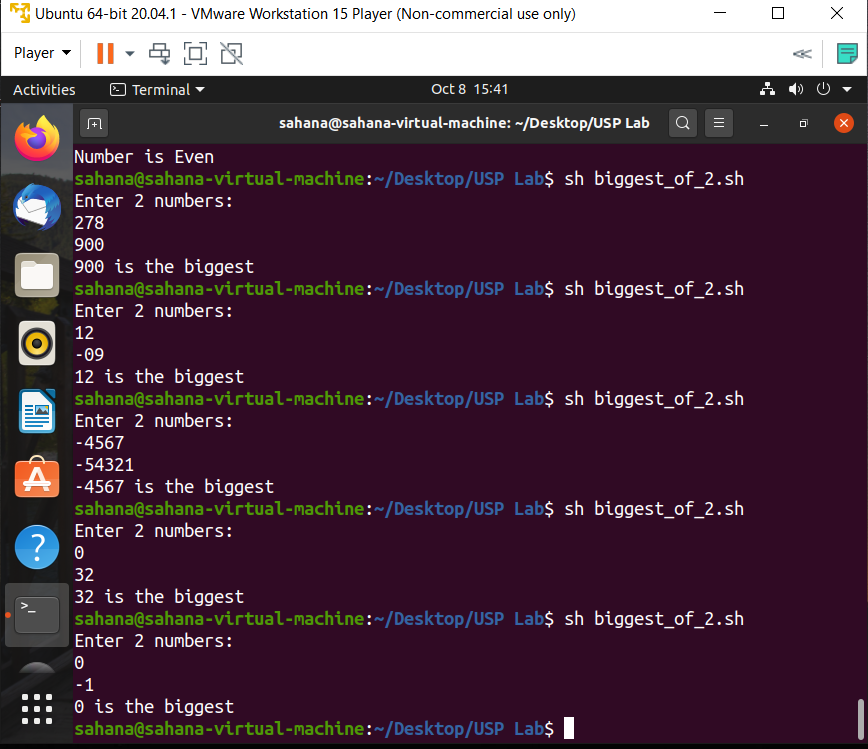 Ubuntu 64-bit 20.04.1 - VMware Workstation 15 Player (Non-commercial use only)
Player
Activities
Terminal
Oct 8 15:41
sahana@sahana-virtual-machine: ~/Desktop/USP Lab
Number is Even
sahana@sahana-virtual-machine:~/Desktop/USP Lab$ sh biggest_of_2.sh
Enter 2 numbers:
278
900
900 is the biggest
sahana@sahana-virtual-machine:~/Desktop/USP Lab$ sh biggest_of_2.sh
Enter 2 numbers:
12
-09
12 is the biggest
sahana@sahana-virtual-machine:~/Desktop/USP Lab$ sh biggest_of_2.sh
Enter 2 numbers:
-4567
-54321
-4567 is the biggest
sahana@sahana-virtual-machine:~/Desktop/USP Lab$ sh biggest_of_2.sh
Enter 2 numbers:
0
32
32 is the biggest
sahana@sahana-virtual-machine:~/Desktop/USP Lab$ sh biggest_of_2.sh
Enter 2 numbers:
0
-1
0 is the biggest
sahana@sahana-virtual-machine:~/Desktop/USP Lab$